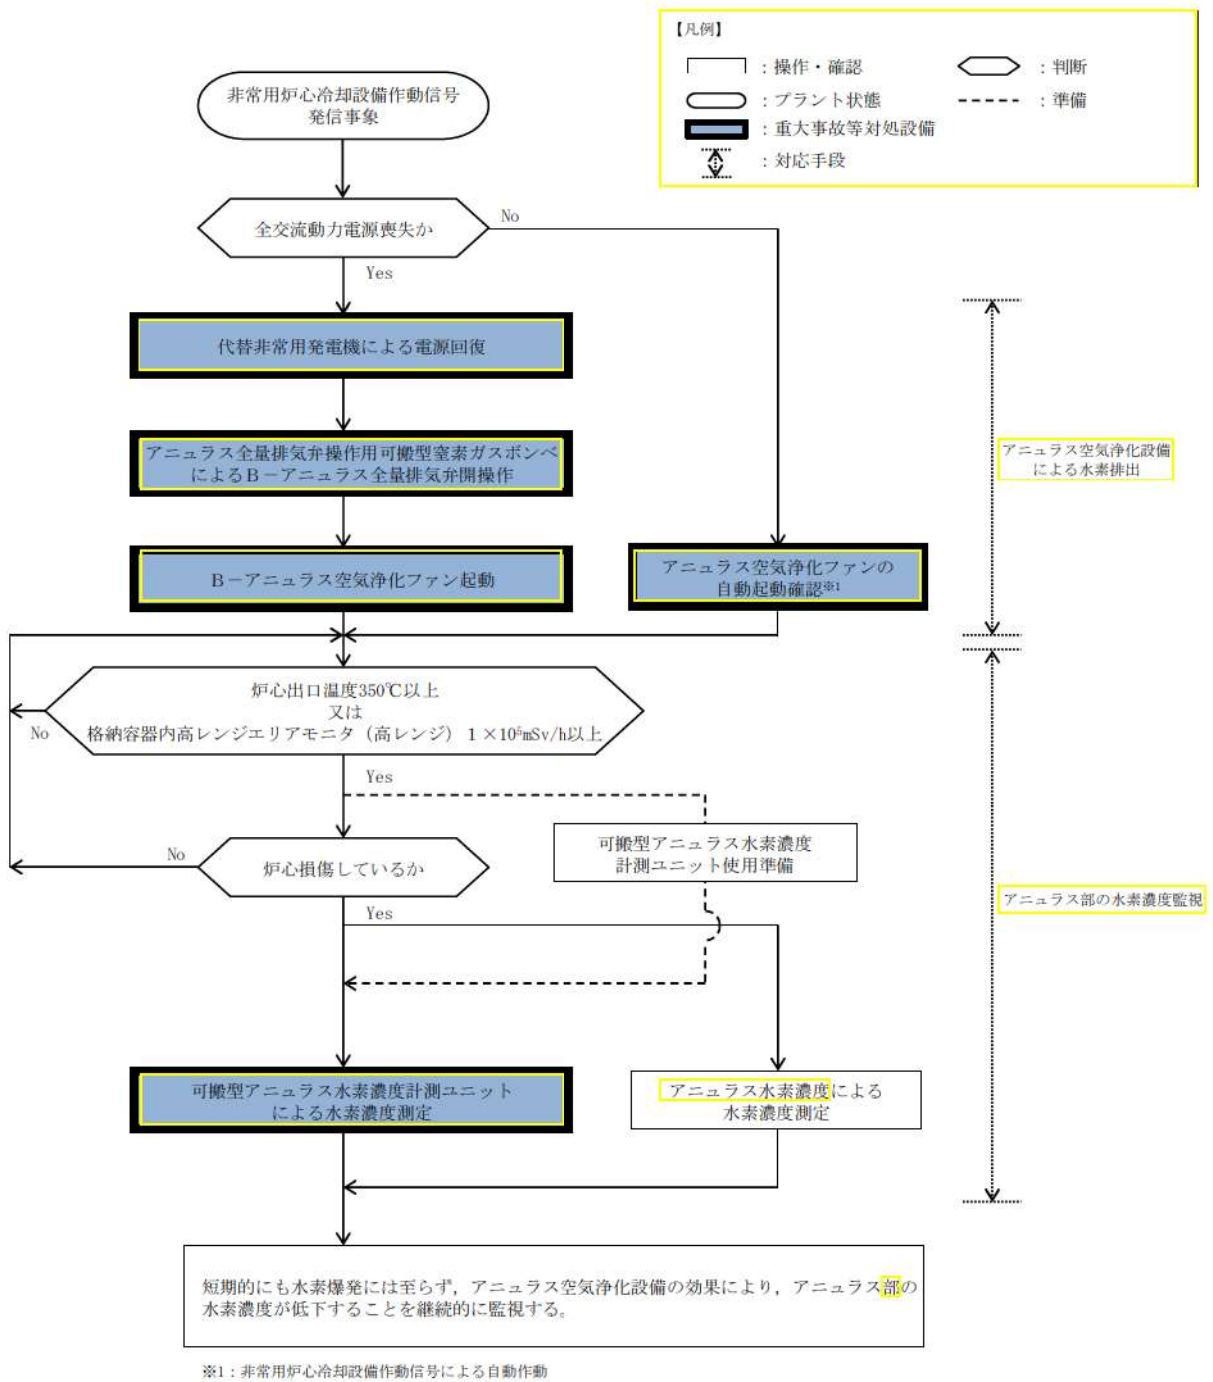 【凡例】
：操作・確認
：判断
：プラント状態
：準備
：重大事故等対処設備
：対応手段
非常用炉心冷却設備作動信号
発信事象
全交流動力電源喪失か
No
Yes
代替非常用発電機による電源回復
アニュラス全量排気弁操作用可搬型窒素ガスボンベ
によるB－アニュラス全量排気弁開操作
アニュラス空気浄化設備
による水素排出
B－アニュラス空気浄化ファン起動
アニュラス空気浄化ファンの
自動起動確認※1
炉心出口温度350℃以上
又は
格納容器内高レンジエリアモニタ（高レンジ）1×10⁵mSv/h以上
No
Yes
可搬型アニュラス水素濃度
計測ユニット使用準備
No
炉心損傷しているか
Yes
アニュラス部の水素濃度監視
可搬型アニュラス水素濃度計測ユニット
による水素濃度測定
アニュラス水素濃度による
水素濃度測定
短期的にも水素爆発には至らず，アニュラス空気浄化設備の効果により，アニュラス部の
水素濃度が低下することを継続的に監視する。
※1：非常用炉心冷却設備作動信号による自動作動